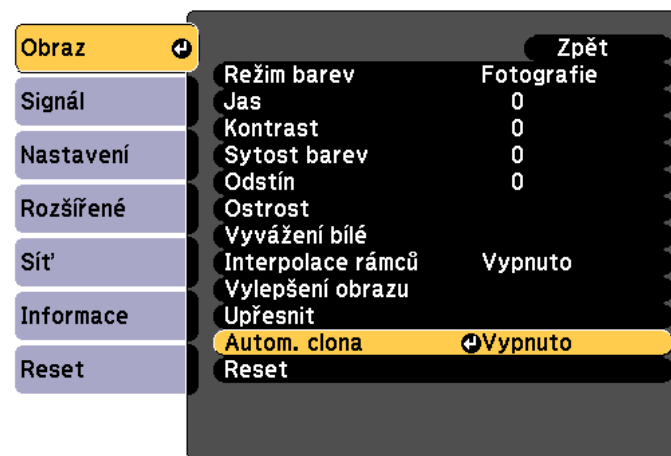 Obraz
Signál
Nastavení
Rozšířené
Síť
Informace
Reset
Zpět
Režim barev Fotografie
Jas 0
Kontrast 0
Sytost barev 0
Odstín 0
Ostrost
Vyvážení bílé
Interpolace rámců Vypnuto
Vylepšení obrazu
Upřesnit
Autom. clona Vypnuto
Reset